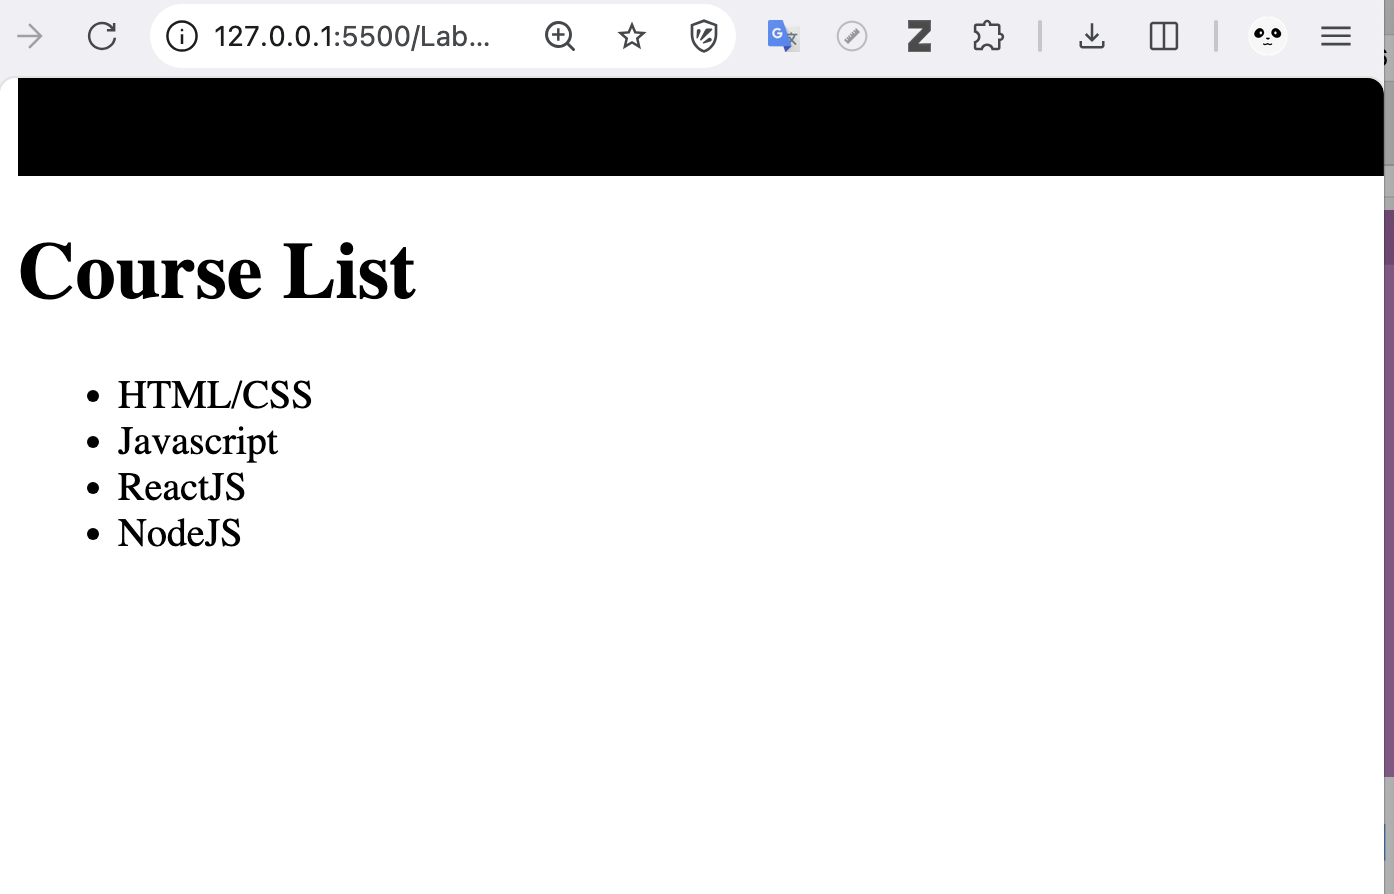 127.0.0.1:5500/Lab...
Course List
• HTML/CSS
• Javascript
• ReactJS
• NodeJS